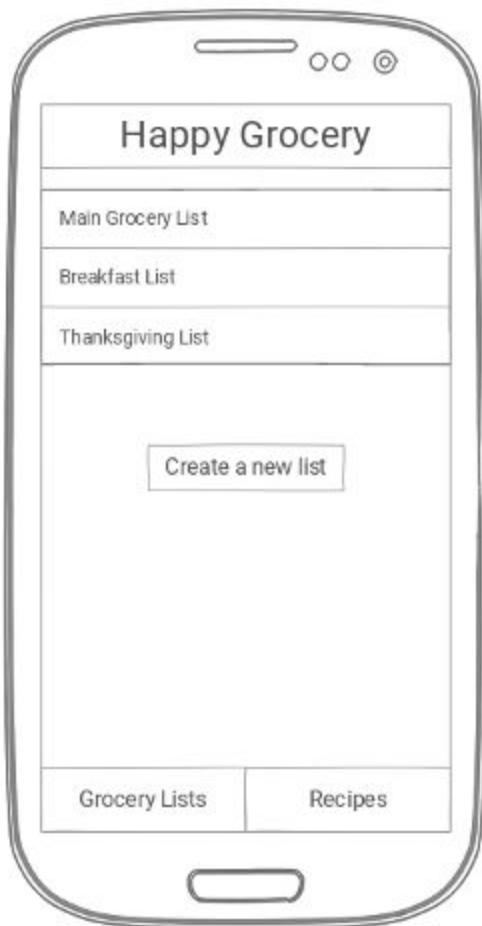 Happy Grocery
Main Grocery List
Breakfast List
Thanksgiving List
Create a new list
Grocery Lists
Recipes